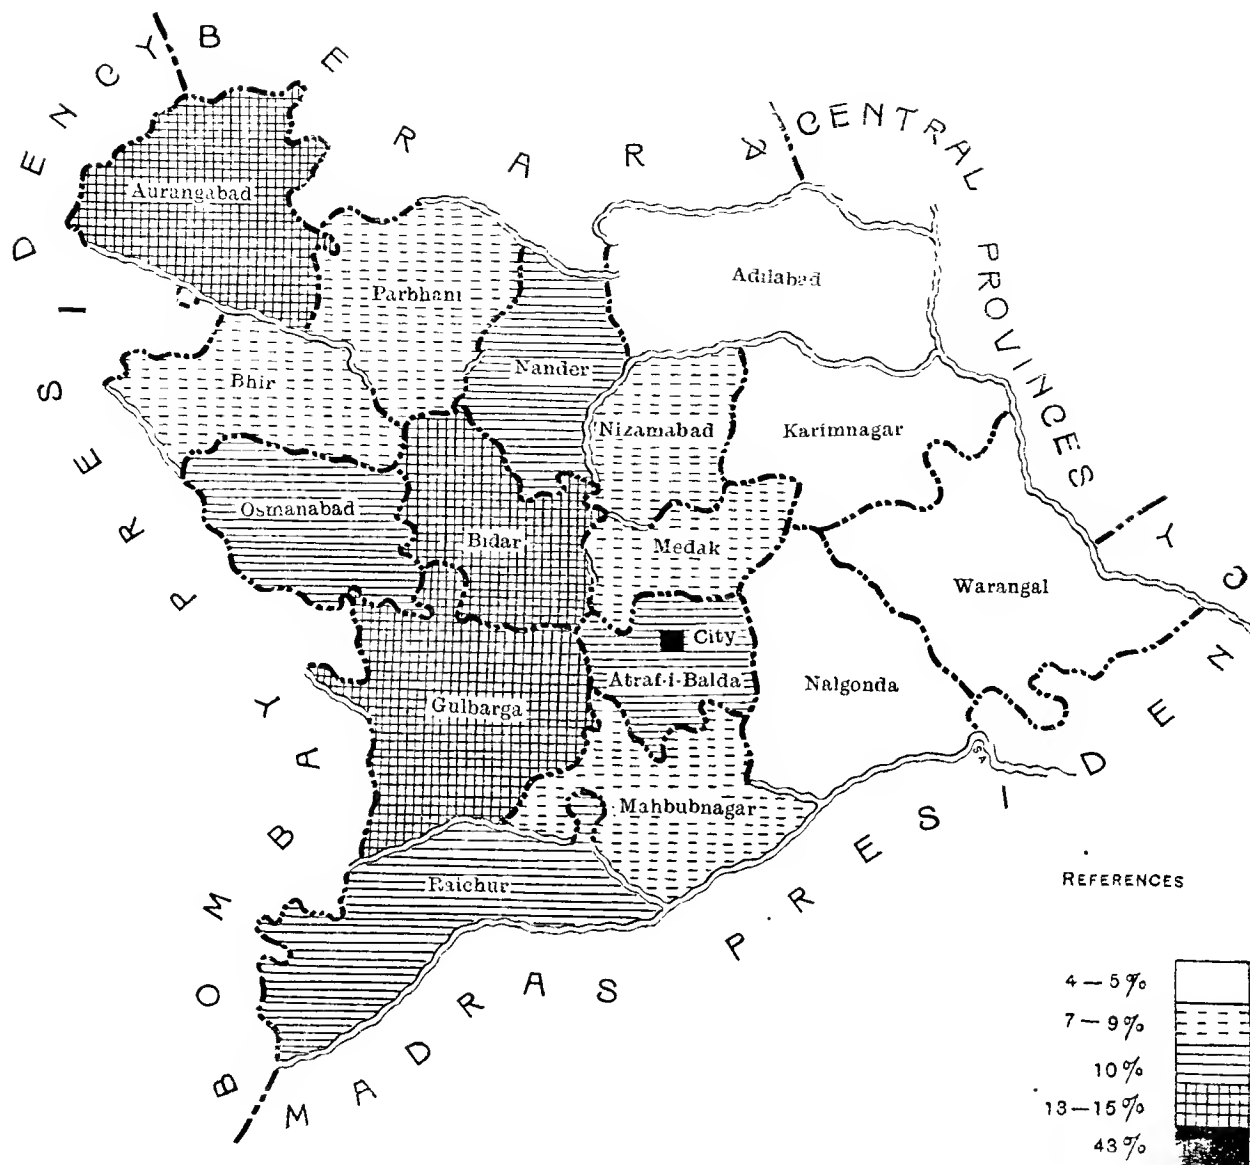 BOMBAY PRESIDENCY
BERAR & CENTRAL PROVINCES
MADRAS PRESIDENCY
Aurangabad
Parbhani
Adilabad
Nander
Bhir
Nizamabad
Karimnagar
Osmanabad
Bidar
Medak
Warangal
City
Atraf-i-Balda
Nalgonda
Gulbarga
Mahbubnagar
Raichur
REFERENCES
4-5%
7-9%
10%
13-15%
43%